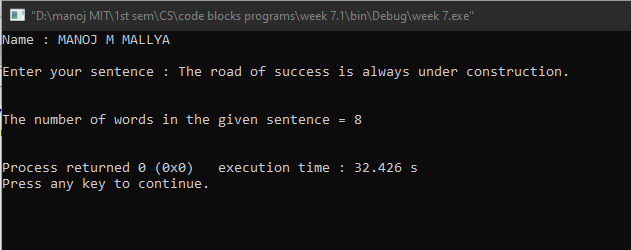 "D:\manoj MIT\1st sem\CS\code blocks programs\week 7.1\bin\Debug\week 7.exe"
Name : MANOJ M MALLYA
Enter your sentence : The road of success is always under construction.
The number of words in the given sentence = 8
Process returned 0 (0x0)   execution time : 32.426 s
Press any key to continue.